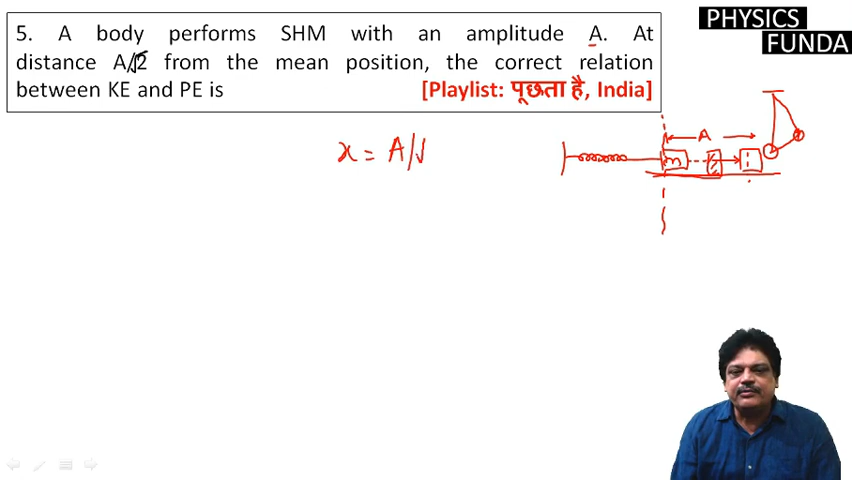 PHYSICS
FUNDA
5. A body performs SHM with an amplitude A. At
distance A/√2 from the mean position, the correct relation
between KE and PE is [Playlist: पूछता है, India]
A
x = A/√
m